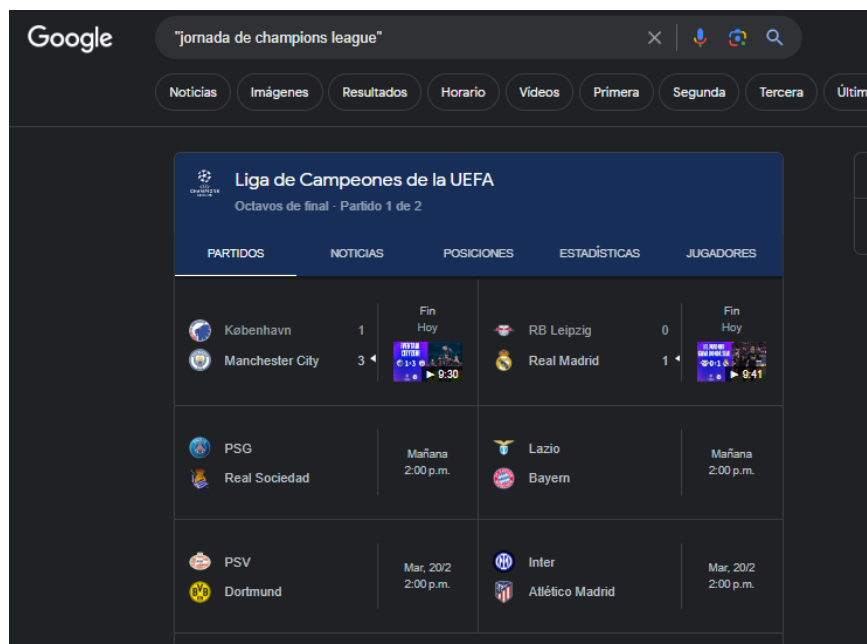 Google
"jornada de champions league"
Noticias
Imágenes
Resultados
Horario
Vídeos
Primera
Segunda
Tercera
Últim
Liga de Campeones de la UEFA
Octavos de final - Partido 1 de 2
PARTIDOS
NOTICIAS
POSICIONES
ESTADÍSTICAS
JUGADORES
København 1
Manchester City 3
Fin
Hoy
9:30
RB Leipzig 0
Real Madrid 1
Fin
Hoy
9:41
PSG
Real Sociedad
Mañana
2:00 p.m.
Lazio
Bayern
Mañana
2:00 p.m.
PSV
Dortmund
Mar, 20/2
2:00 p.m.
Inter
Atlético Madrid
Mar, 20/2
2:00 p.m.